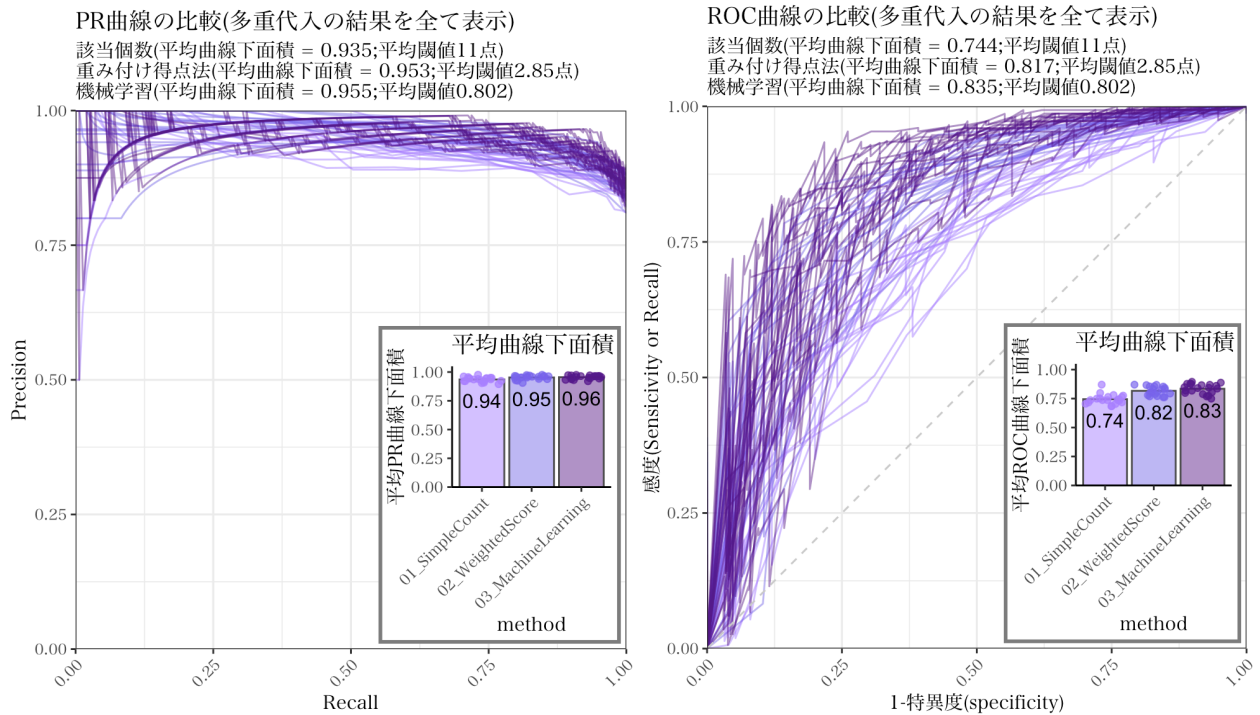 PR曲線の比較(多重代入の結果を全て表示)
該当個数(平均曲線下面積 = 0.935;平均閾値11点)
重み付け得点法(平均曲線下面積 = 0.953;平均閾値2.85点)
機械学習(平均曲線下面積 = 0.955;平均閾値0.802)
1.00
0.75
0.50
0.25
0.00
Precision
0.00
0.25
0.50
0.75
1.00
Recall
平均曲線下面積
平均PR曲線下面積
1.00
0.75
0.50
0.25
0.00
0.94
0.95
0.96
01_SimpleCount
02_WeightedScore
03_MachineLearning
method
ROC曲線の比較(多重代入の結果を全て表示)
該当個数(平均曲線下面積 = 0.744;平均閾値11点)
重み付け得点法(平均曲線下面積 = 0.817;平均閾値2.85点)
機械学習(平均曲線下面積 = 0.835;平均閾値0.802)
1.00
0.75
0.50
0.25
0.00
感度(Sensicivity or Recall)
0.00
0.25
0.50
0.75
1.00
1-特異度(specificity)
平均曲線下面積
平均ROC曲線下面積
1.00
0.75
0.50
0.25
0.00
0.74
0.82
0.83
01_SimpleCount
02_WeightedScore
03_MachineLearning
method